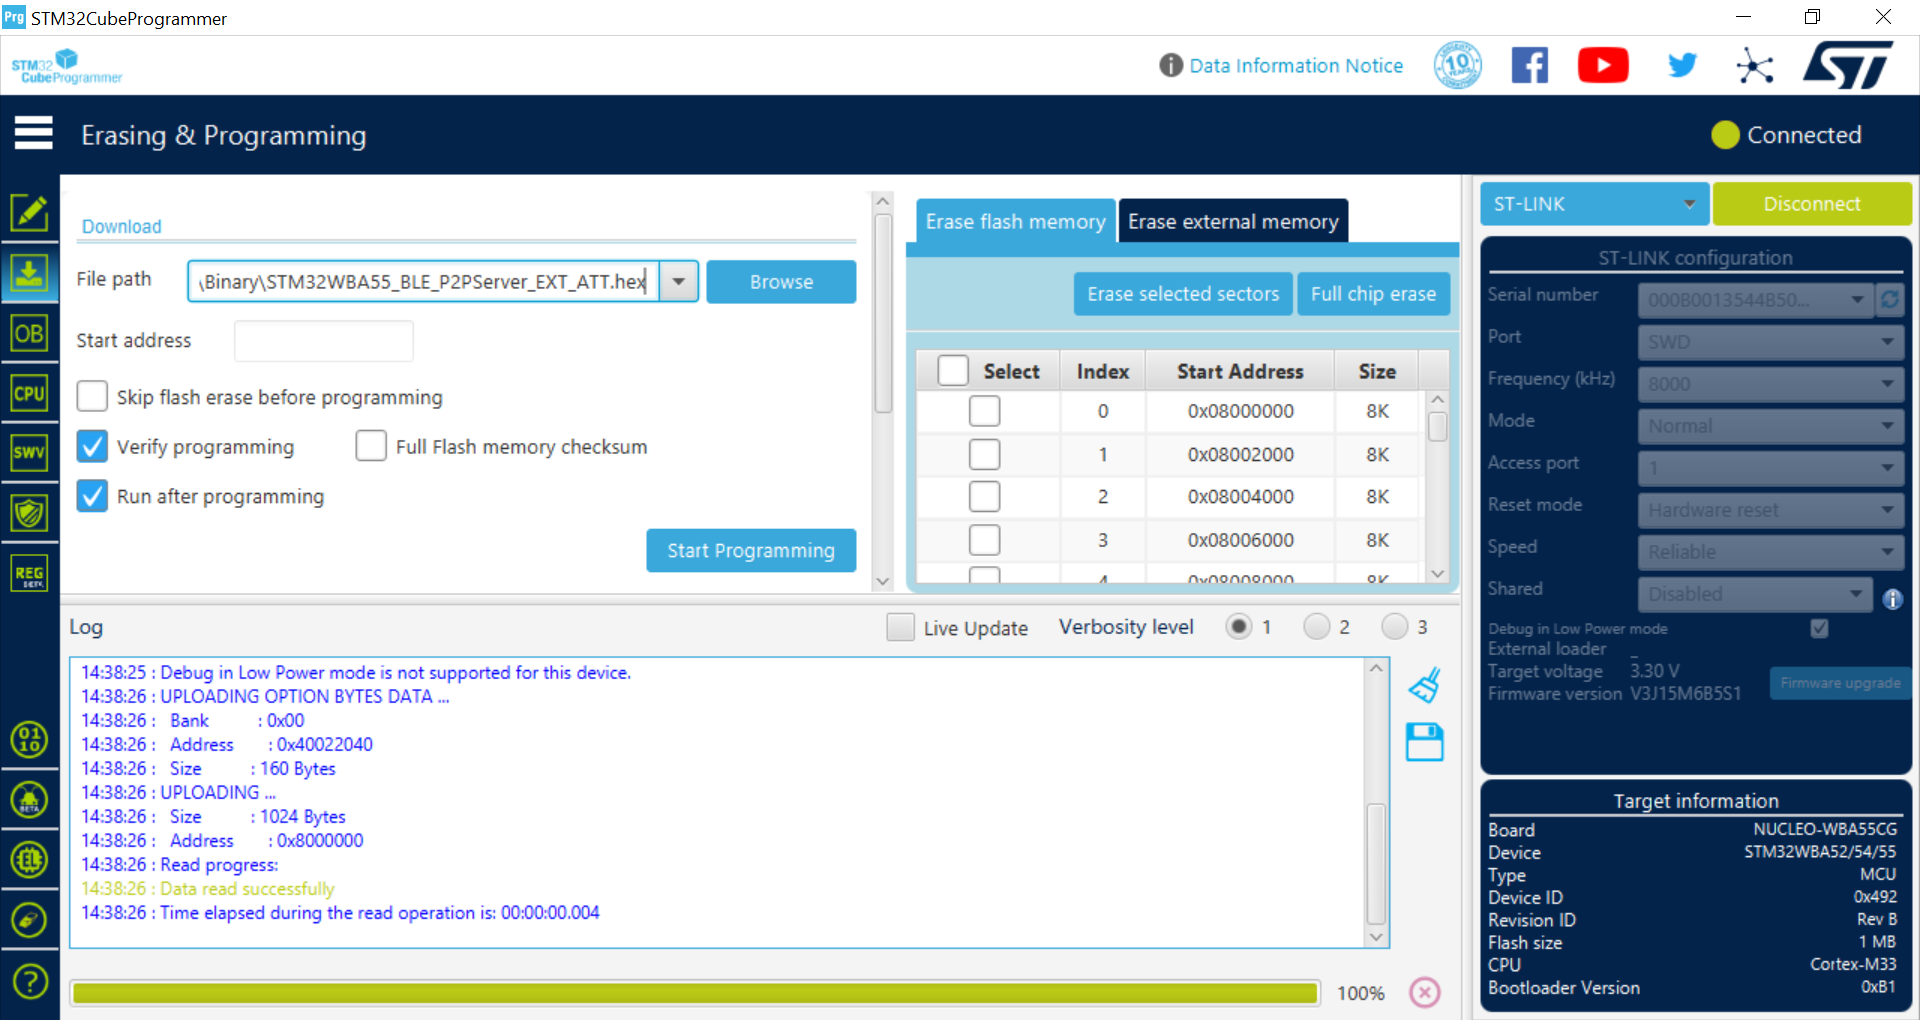 Prg STM32CubeProgrammer
STM32
CubeProgrammer
Data Information Notice
10
Erasing & Programming
Connected
Download
File path
\Binary\STM32WBA55_BLE_P2PServer_EXT_ATT.hex
Browse
Start address
Skip flash erase before programming
Verify programming
Full Flash memory checksum
Run after programming
Start Programming
OB
CPU
SWV
REG
01
10
BETA
EL
?
Erase flash memory
Erase external memory
Erase selected sectors
Full chip erase
Select Index Start Address Size
0 0x08000000 8K
1 0x08002000 8K
2 0x08004000 8K
3 0x08006000 8K
4 0x08008000 8K
ST-LINK
Disconnect
ST-LINK configuration
Serial number 000B0013544B50...
Port SWD
Frequency (kHz) 8000
Mode Normal
Access port 1
Reset mode Hardware reset
Speed Reliable
Shared Disabled
Debug in Low Power mode
External loader _
Target voltage 3.30 V
Firmware version V3J15M6B5S1
Firmware upgrade
Log
Live Update
Verbosity level 1 2 3
14:38:25 : Debug in Low Power mode is not supported for this device.
14:38:26 : UPLOADING OPTION BYTES DATA ...
14:38:26 : Bank : 0x00
14:38:26 : Address : 0x40022040
14:38:26 : Size : 160 Bytes
14:38:26 : UPLOADING ...
14:38:26 : Size : 1024 Bytes
14:38:26 : Address : 0x8000000
14:38:26 : Read progress:
14:38:26 : Data read successfully
14:38:26 : Time elapsed during the read operation is: 00:00:00.004
100%
Target information
Board NUCLEO-WBA55CG
Device STM32WBA52/54/55
Type MCU
Device ID 0x492
Revision ID Rev B
Flash size 1 MB
CPU Cortex-M33
Bootloader Version 0xB1